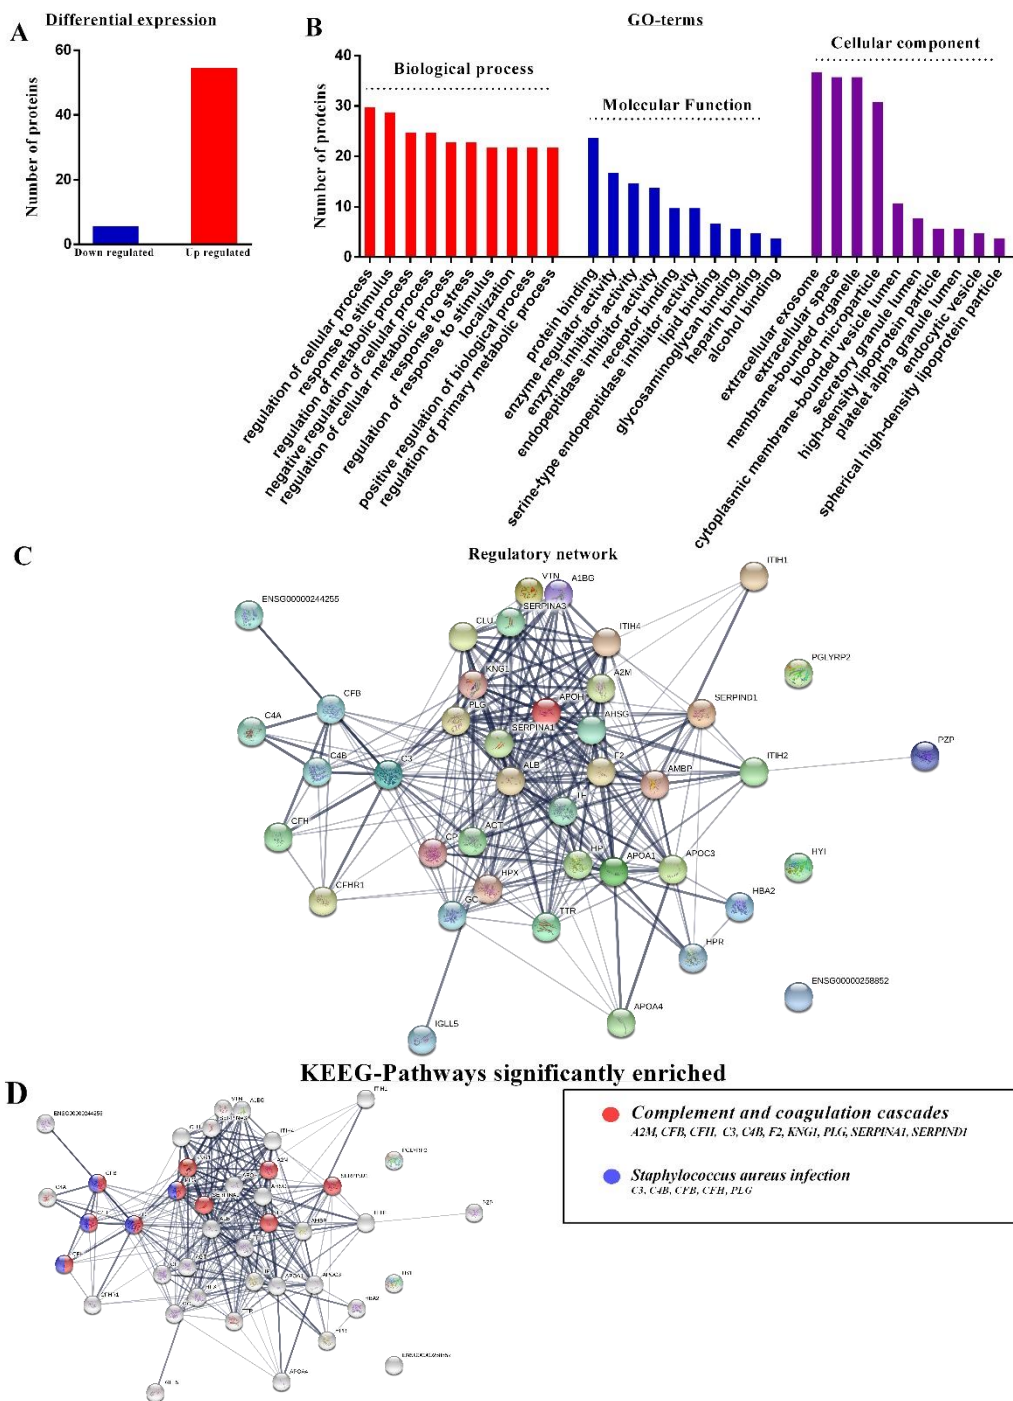 A
Differential expression
Number of proteins
60
40
20
0
Down regulated
Up regulated
B
GO-terms
Number of proteins
40
30
20
10
0
Biological process
Molecular Function
Cellular component
regulation of cellular process
response to stimulus
regulation of metabolic process
negative regulation of cellular process
regulation of cellular metabolic process
response to stress
regulation of response to stimulus
localization
positive regulation of biological process
regulation of primary metabolic process
protein binding
enzyme regulator activity
enzyme inhibitor activity
endopeptidase inhibitor activity
receptor binding
serine-type endopeptidase inhibitor activity
lipid binding
glycosaminoglycan binding
heparin binding
alcohol binding
extracellular exosome
extracellular space
membrane-bounded organelle
blood microparticle
cytoplasmic membrane-bounded vesicle lumen
secretory granule lumen
high-density lipoprotein particle
platelet alpha granule lumen
endocytic vesicle
spherical high-density lipoprotein particle
C
Regulatory network
ITIH1
VTN
A1BG
ENSG00000244255
SERPINA3
CLU
ITIH4
PGLYRP2
KNG1
A2M
CFB
PLG
APOH
SERPIND1
C4A
AHSG
SERPINA1
C4B
C3
F2
ITIH2
PZP
ALB
AMBP
TF
CFH
AGT
CP
HP
APOA1
APOC3
HYI
HPX
CFHR1
GC
TTR
HBA2
HPR
ENSG00000258852
APOA4
IGLL5
KEEG-Pathways significantly enriched
D
Complement and coagulation cascades
A2M, CFB, CFH, C3, C4B, F2, KNG1, PLG, SERPINA1, SERPIND1
Staphylococcus aureus infection
C3, C4B, CFB, CFH, PLG
CFB
C4A
A2M
CFHR1
TTR
HBA2
APOA4